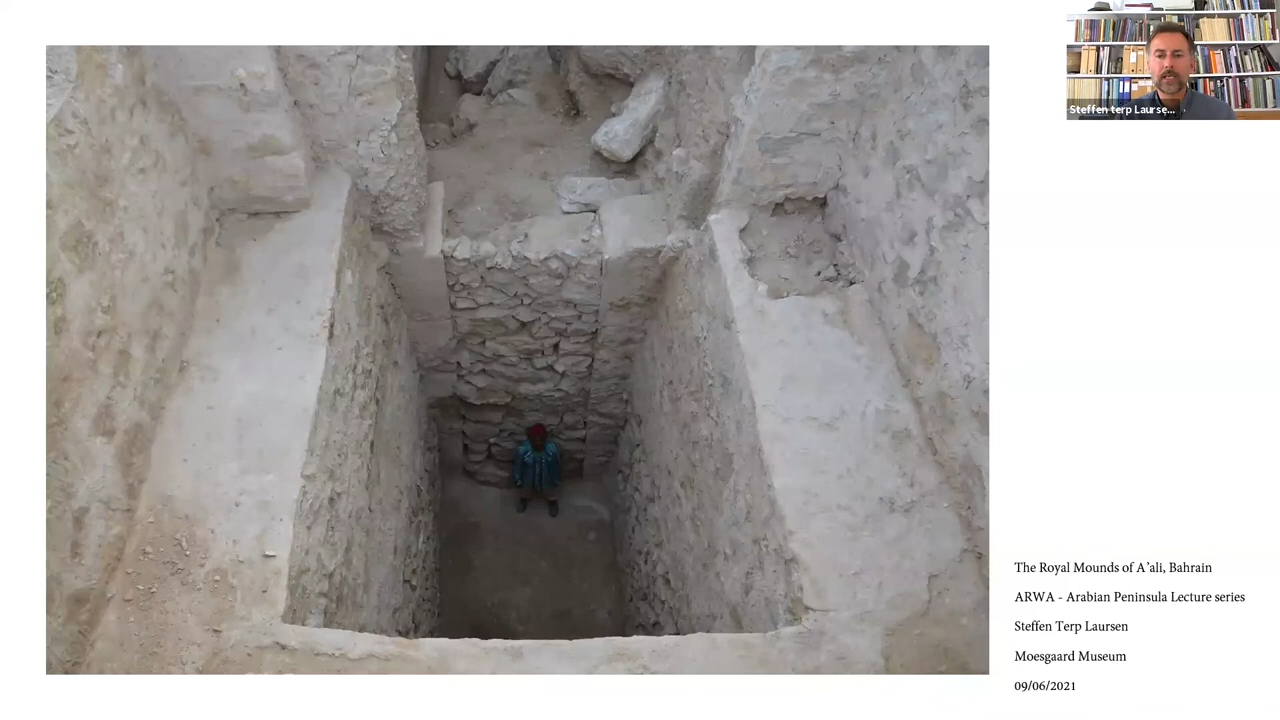 Steffen terp Laurse...
The Royal Mounds of A’ali, Bahrain
ARWA - Arabian Peninsula Lecture series
Steffen Terp Laursen
Moesgaard Museum
09/06/2021